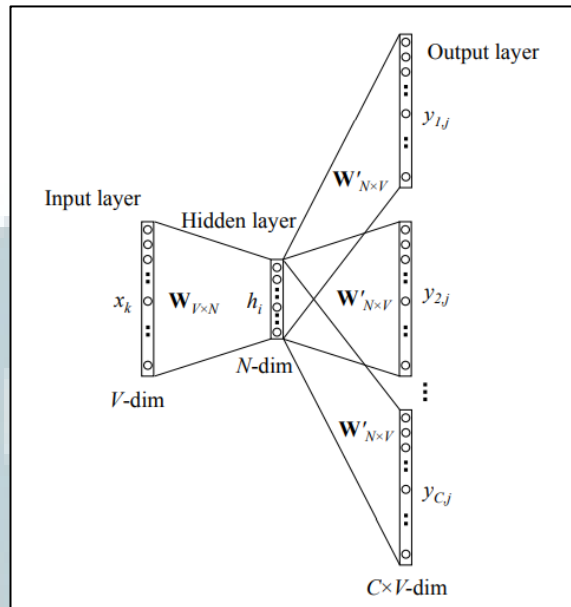 Output layer
y1,j
W'N×V
Input layer
Hidden layer
xk
WV×N
hi
W'N×V
y2,j
N-dim
V-dim
W'N×V
yC,j
C×V-dim